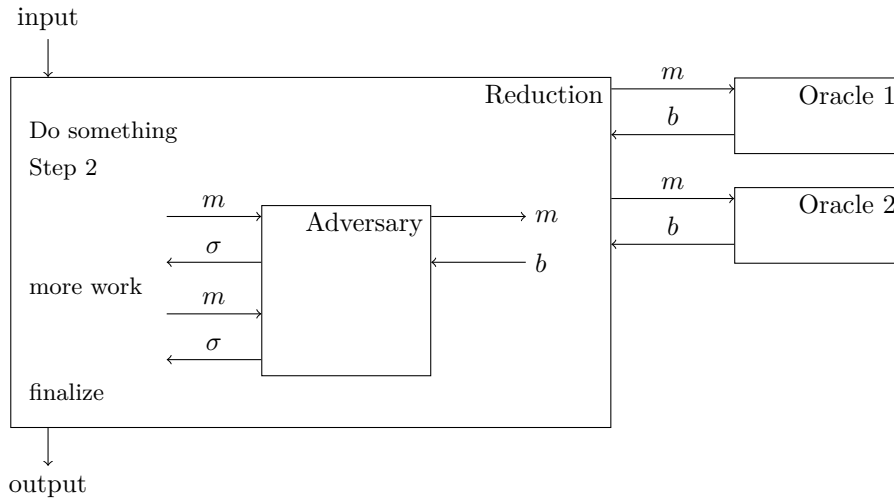 input
Reduction
m
Oracle 1
b
Do something
Step 2
m
Oracle 2
b
m
Adversary
m
σ
b
more work
m
σ
finalize
output